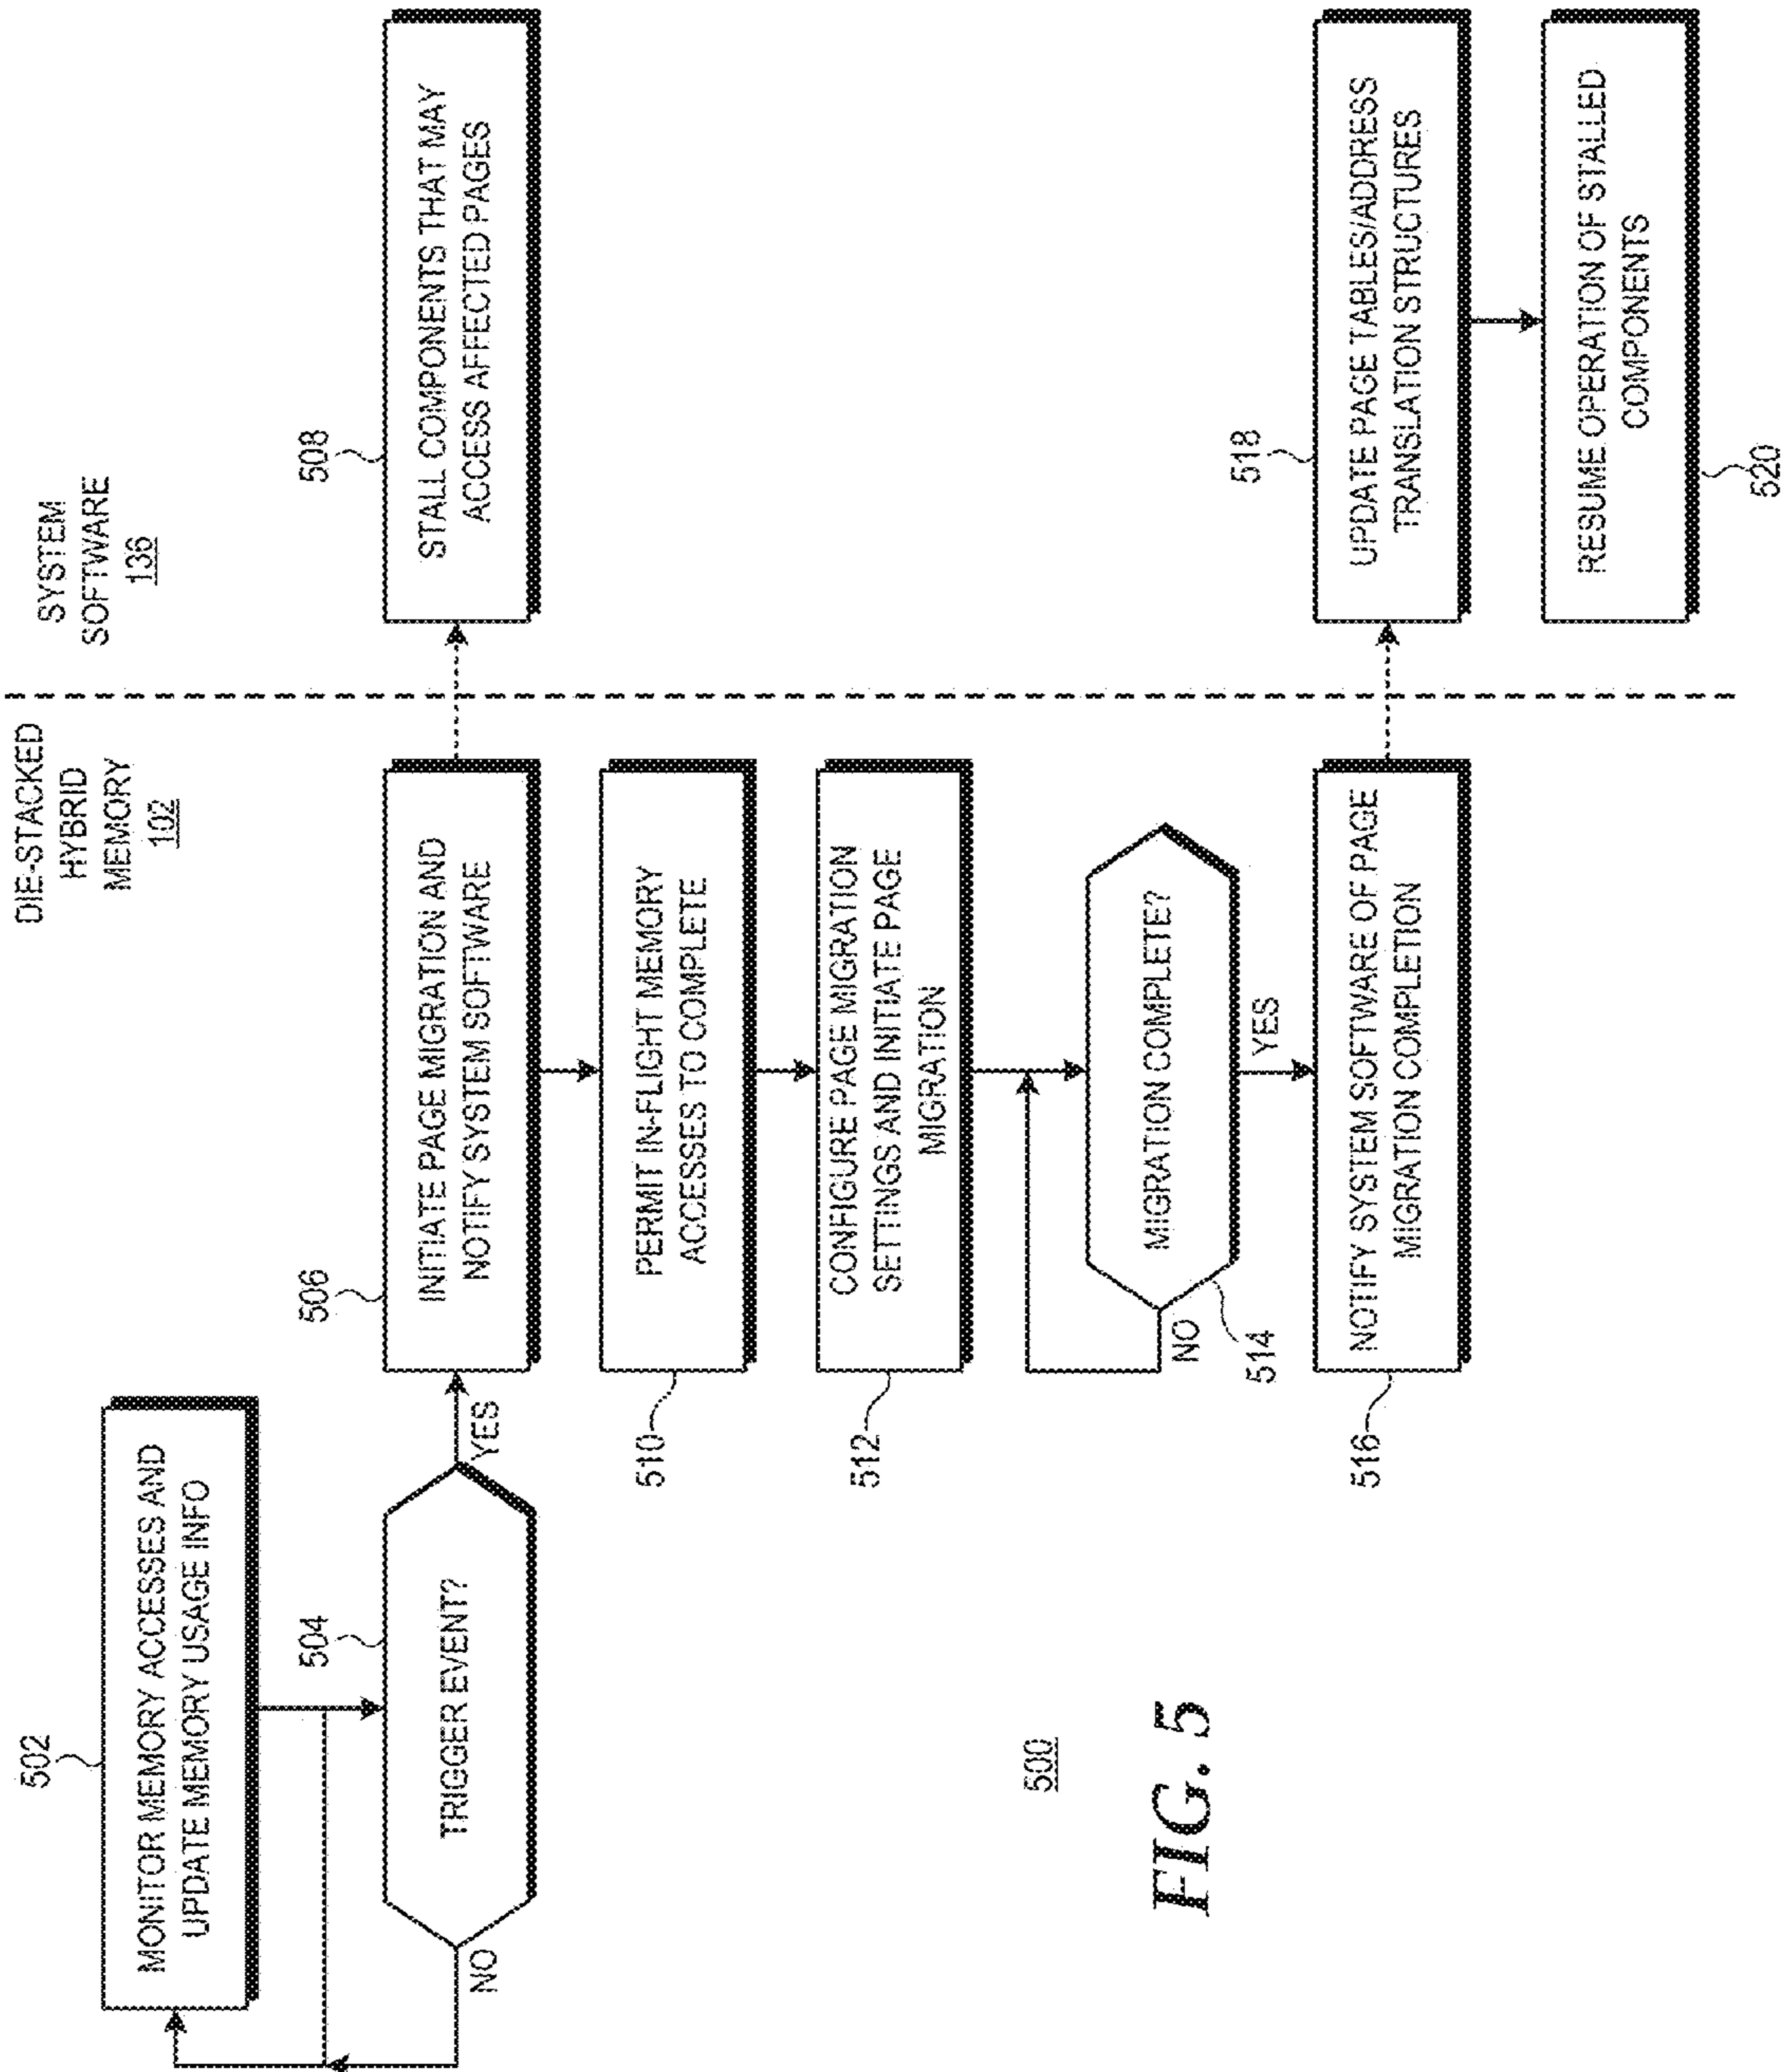 DIE-STACKED
HYBRID
MEMORY
102
SYSTEM
SOFTWARE
136
502
MONITOR MEMORY ACCESSES AND
UPDATE MEMORY USAGE INFO
504
TRIGGER EVENT?
NO
YES
506
INITIATE PAGE MIGRATION AND
NOTIFY SYSTEM SOFTWARE
508
STALL COMPONENTS THAT MAY
ACCESS AFFECTED PAGES
510
PERMIT IN-FLIGHT MEMORY
ACCESSES TO COMPLETE
512
CONFIGURE PAGE MIGRATION
SETTINGS AND INITIATE PAGE
MIGRATION
MIGRATION COMPLETE?
NO
514
YES
516
NOTIFY SYSTEM SOFTWARE OF PAGE
MIGRATION COMPLETION
518
UPDATE PAGE TABLES/ADDRESS
TRANSLATION STRUCTURES
RESUME OPERATION OF STALLED
COMPONENTS
520
500
FIG. 5